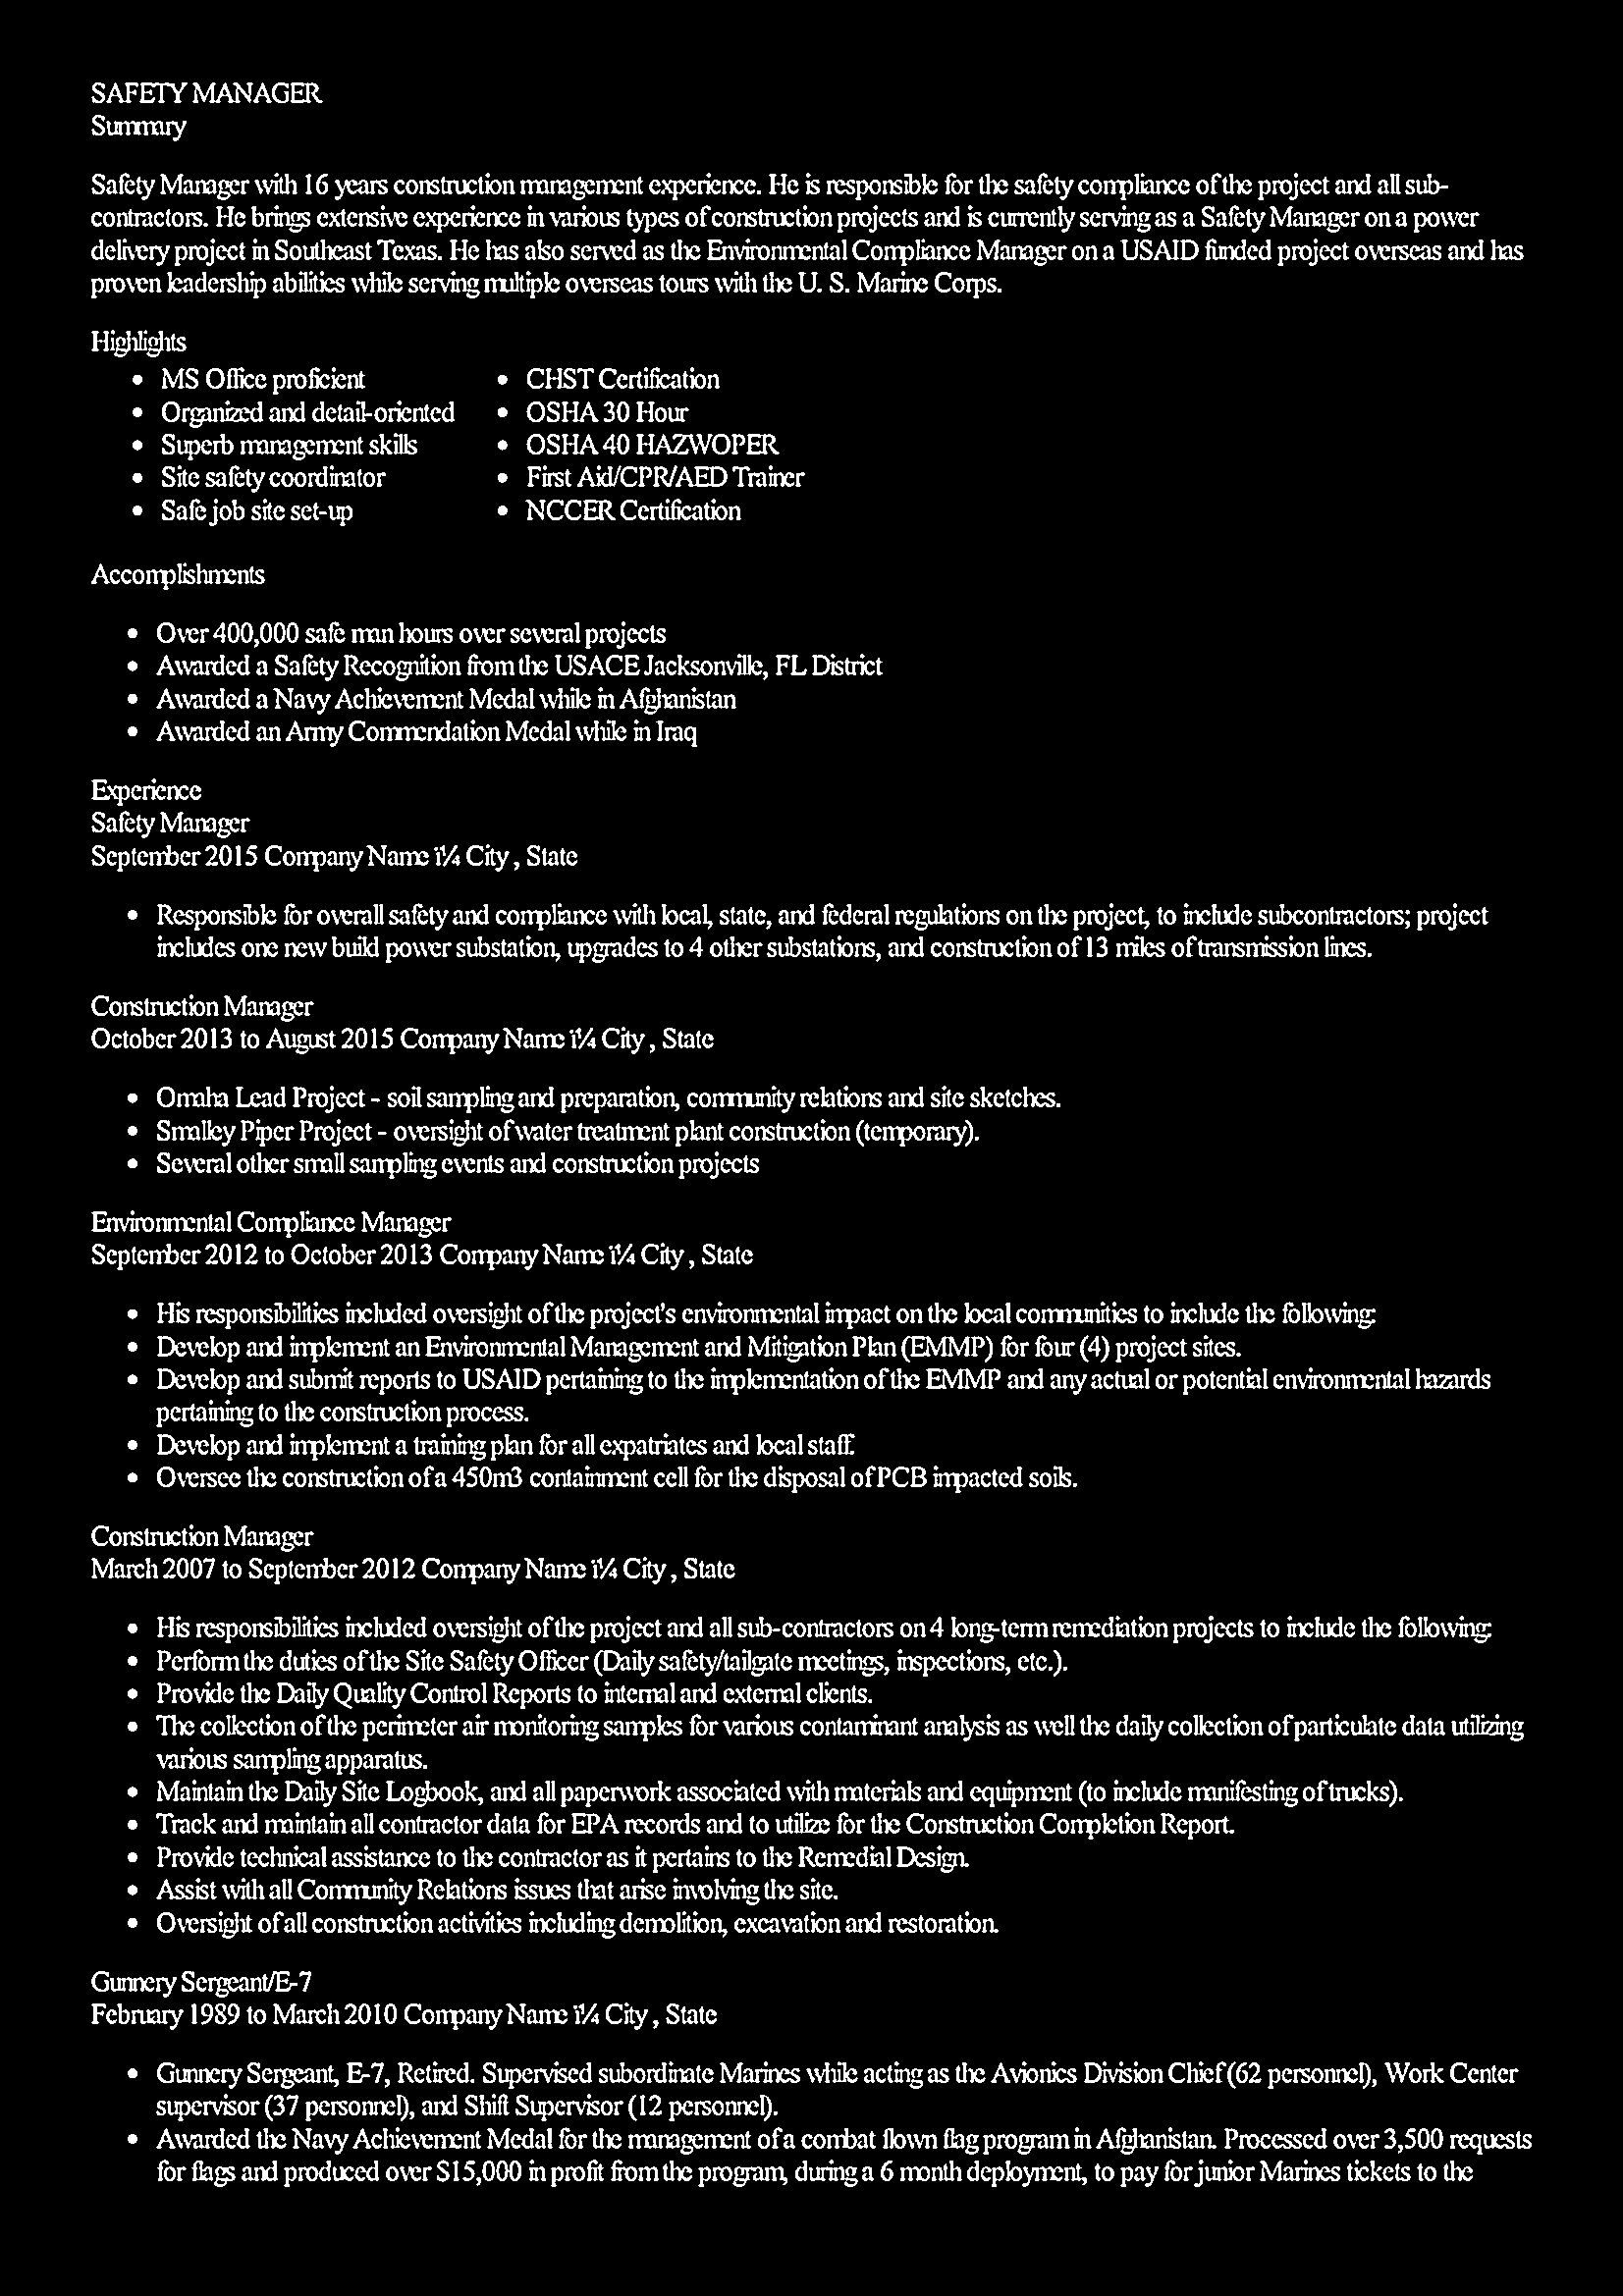 SAFETY MANAGER
Summary
Safety Manager with 16 years construction management experience. He is responsible for the safety compliance of the project and all sub-
contractors. He brings extensive experience in various types of construction projects and is currently serving as a Safety Manager on a power
delivery project in Southeast Texas. He has also served as the Environmental Compliance Manager on a USAID funded project overseas and has
proven leadership abilities while serving multiple overseas tours with the U. S. Marine Corps.
Highlights
• MS Office proficient
• Organized and detail-oriented
• Superb management skills
• Site safety coordinator
• Safe job site set-up
• CHST Certification
• OSHA 30 Hour
• OSHA 40 HAZWOPER
• First Aid/CPR/AED Trainer
• NCCER Certification
Accomplishments
• Over 400,000 safe man hours over several projects
• Awarded a Safety Recognition from the USACE Jacksonville, FL District
• Awarded a Navy Achievement Medal while in Afghanistan
• Awarded an Army Commendation Medal while in Iraq
Experience
Safety Manager
September 2015 Company Name ï¼ City , State
• Responsible for overall safety and compliance with local, state, and federal regulations on the project, to include subcontractors; project
includes one new build power substation, upgrades to 4 other substations, and construction of 13 miles of transmission lines.
Construction Manager
October 2013 to August 2015 Company Name ï¼ City , State
• Omaha Lead Project - soil sampling and preparation, community relations and site sketches.
• Smalley Piper Project - oversight of water treatment plant construction (temporary).
• Several other small sampling events and construction projects
Environmental Compliance Manager
September 2012 to October 2013 Company Name ï¼ City , State
• His responsibilities included oversight of the project's environmental impact on the local communities to include the following:
• Develop and implement an Environmental Management and Mitigation Plan (EMMP) for four (4) project sites.
• Develop and submit reports to USAID pertaining to the implementation of the EMMP and any actual or potential environmental hazards
pertaining to the construction process.
• Develop and implement a training plan for all expatriates and local staff.
• Oversee the construction of a 450m3 containment cell for the disposal of PCB impacted soils.
Construction Manager
March 2007 to September 2012 Company Name ï¼ City , State
• His responsibilities included oversight of the project and all sub-contractors on 4 long-term remediation projects to include the following:
• Perform the duties of the Site Safety Officer (Daily safety/tailgate meetings, inspections, etc.).
• Provide the Daily Quality Control Reports to internal and external clients.
• The collection of the perimeter air monitoring samples for various contaminant analysis as well the daily collection of particulate data utilizing
various sampling apparatus.
• Maintain the Daily Site Logbook, and all paperwork associated with materials and equipment (to include manifesting of trucks).
• Track and maintain all contractor data for EPA records and to utilize for the Construction Completion Report.
• Provide technical assistance to the contractor as it pertains to the Remedial Design.
• Assist with all Community Relations issues that arise involving the site.
• Oversight of all construction activities including demolition, excavation and restoration.
Gunnery Sergeant/E-7
February 1989 to March 2010 Company Name ï¼ City , State
• Gunnery Sergeant, E-7, Retired. Supervised subordinate Marines while acting as the Avionics Division Chief (62 personnel), Work Center
supervisor (37 personnel), and Shift Supervisor (12 personnel).
• Awarded the Navy Achievement Medal for the management of a combat flown flag program in Afghanistan. Processed over 3,500 requests
for flags and produced over $15,000 in profit from the program, during a 6 month deployment, to pay for junior Marines tickets to the